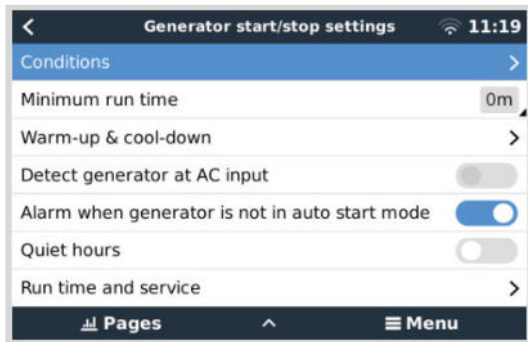 Generator start/stop settings 11:19
Conditions
Minimum run time 0m
Warm-up & cool-down
Detect generator at AC input
Alarm when generator is not in auto start mode
Quiet hours
Run time and service
Pages Menu